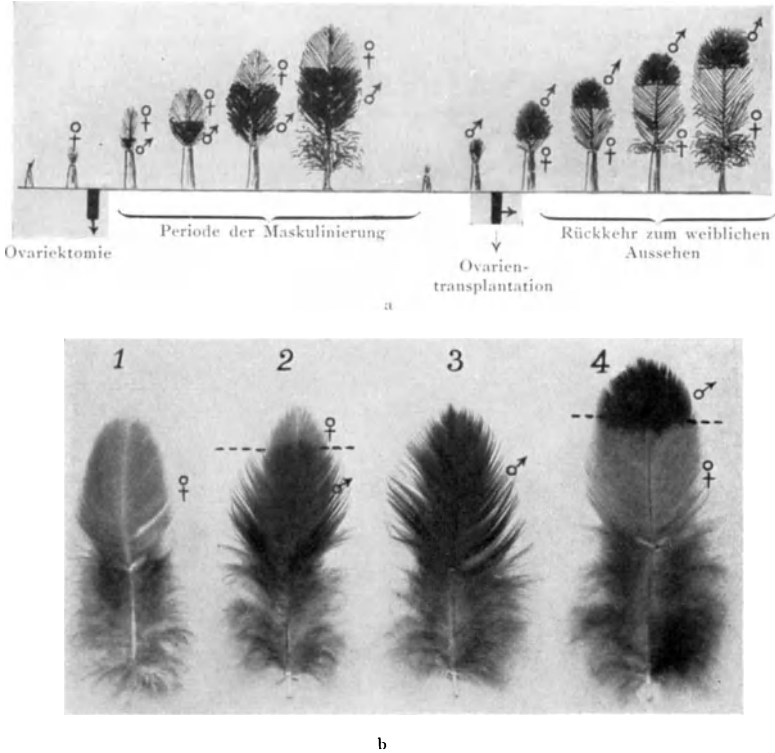 Ovariektomie
Periode der Maskulinierung
Ovarien-
transplantation
Rückkehr zum weiblichen
Aussehen
a
1 2 3 4
♀ ♀ ♂ ♂
♂ ♀
b